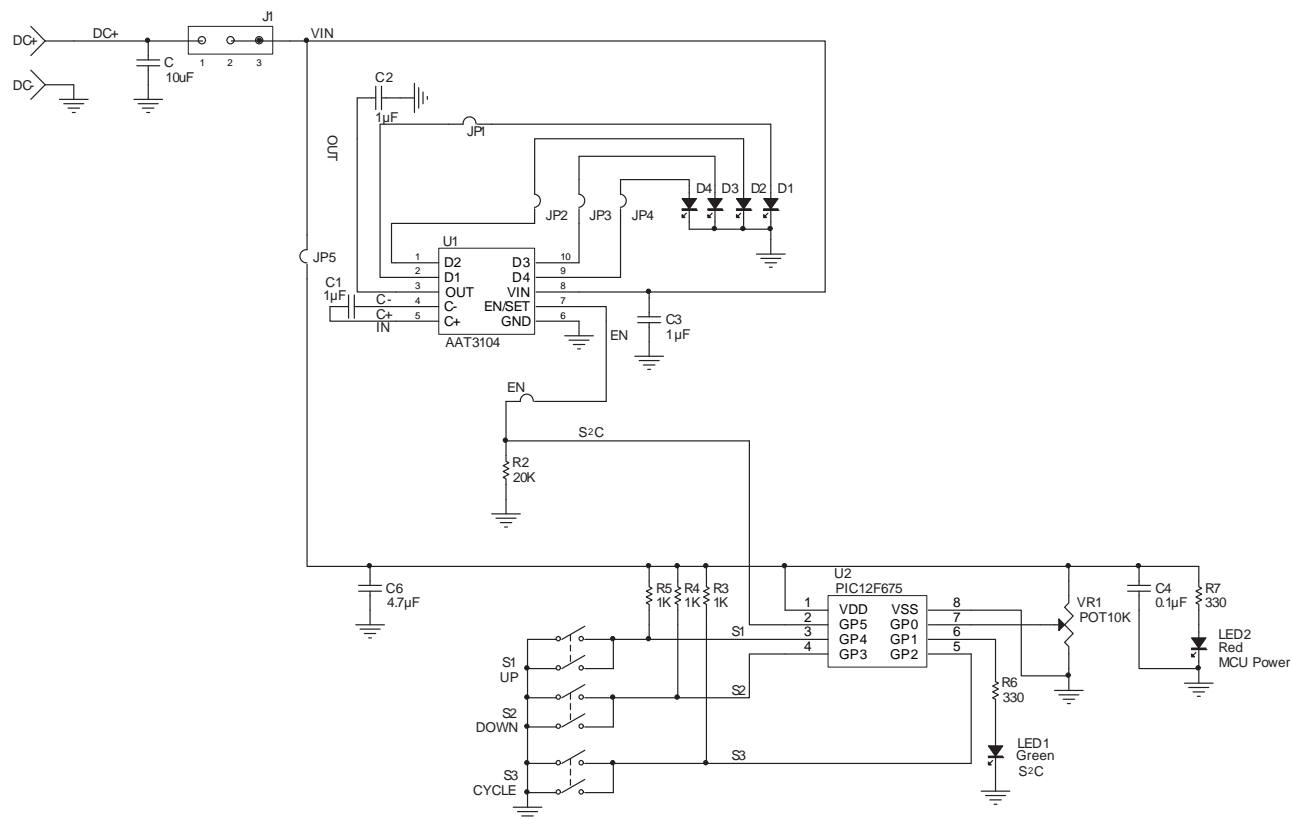 J1
DC+
DC+
VIN
1 2 3
C
10uF
DC-
C2
1µF
JP1
OUT
D4 D3 D2 D1
JP2 JP3 JP4
JP5
U1
1 D2 D3 10
2 D1 D4 9
3 OUT VIN 8
4 C- EN/SET 7
5 C+ GND 6
AAT3104
C1
1µF
C-
C+
IN
C3
1µF
EN
EN
S2C
R2
20K
C6
4.7µF
R5
1K
R4
1K
R3
1K
U2
PIC12F675
1 VDD VSS 8
2 GP5 GP0 7
3 GP4 GP1 6
4 GP3 GP2 5
VR1
POT10K
C4
0.1µF
R7
330
LED2
Red
MCU Power
S1
S1
UP
S2
S2
DOWN
R6
330
S3
S3
CYCLE
LED1
Green
S2C